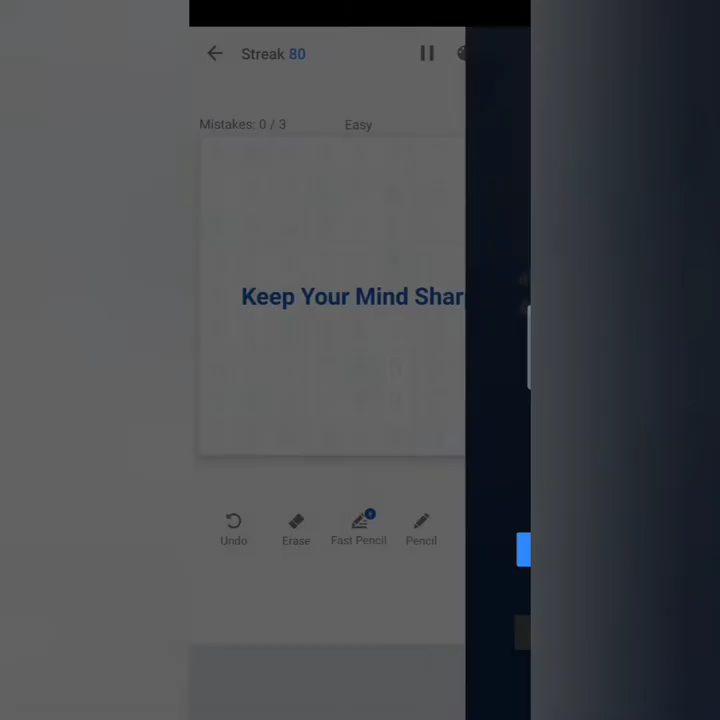 Streak 80
Mistakes: 0 / 3 Easy
Keep Your Mind Shar
Undo Erase Fast Pencil Pencil